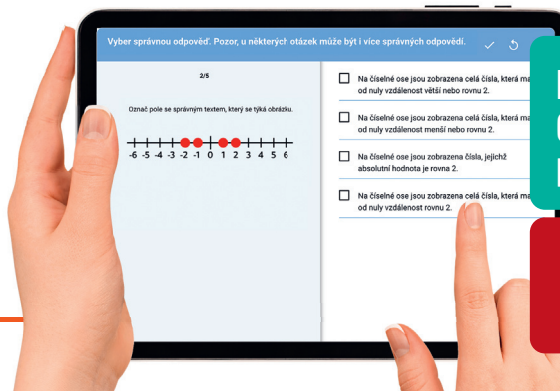 Vyber správnou odpověď. Pozor, u některých otázek může být i více správných odpovědí.
2/5
Označ pole se správným textem, který se týká obrázku.
-6 -5 -4 -3 -2 -1 0 1 2 3 4 5 6
Na číselné ose jsou zobrazena celá čísla, která
od nuly vzdálenost větší nebo rovnu 2.
Na číselné ose jsou zobrazena celá čísla, která
od nuly vzdálenost menší nebo rovnu 2.
Na číselné ose jsou zobrazena čísla, jejichž
absolutní hodnota je rovna 2.
Na číselné ose jsou zobrazena celá čísla, která
od nuly vzdálenost rovnu 2.